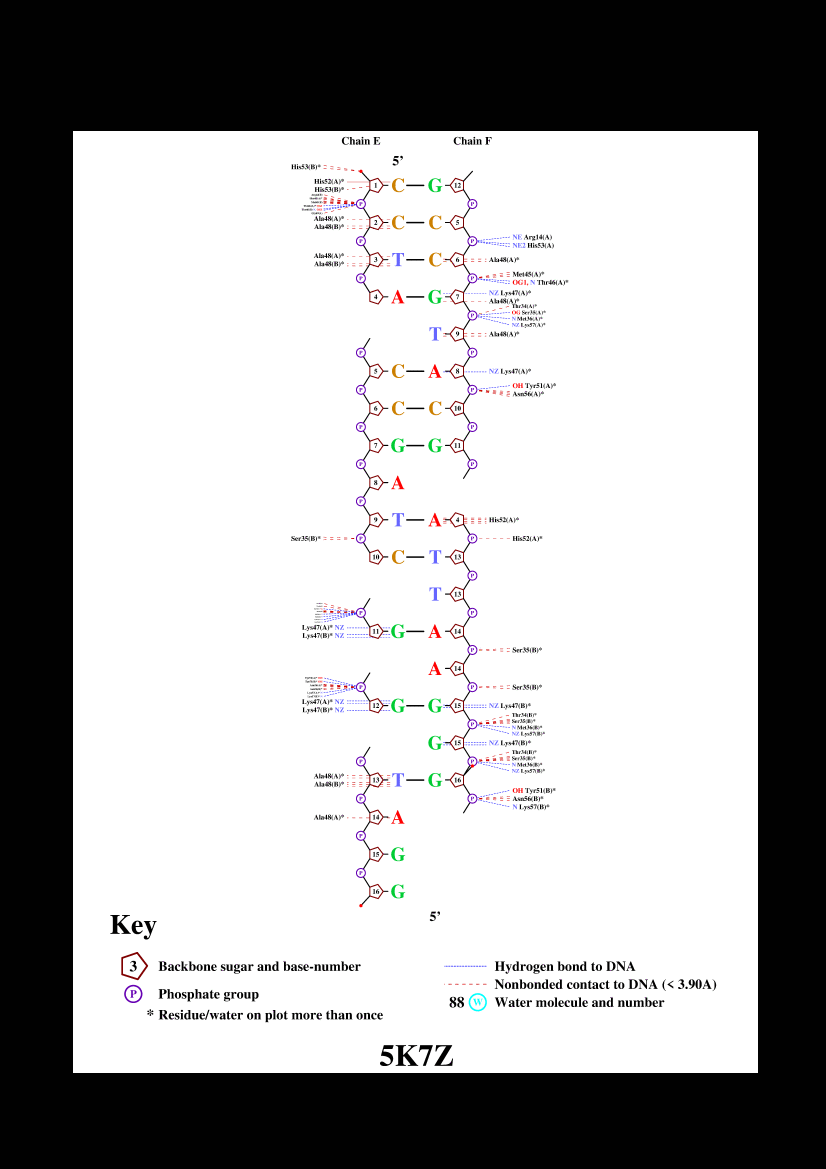 Chain E Chain F
5’
His53(B)*
His52(A)* 1 C G 12
His53(B)*
P P
Ala48(A)* 2 C C 5
Ala48(B)*
P P NE Arg14(A)
NE2 His53(A)
Ala48(A)* 3 T C 6 Ala48(A)*
Ala48(B)*
P P Met45(A)*
OG1, N Thr46(A)*
4 A G 7 NZ Lys47(A)*
Ala48(A)*
Thr34(A)*
P OG Ser35(A)*
N Met36(A)*
NZ Lys57(A)*
T 9 Ala48(A)*
P P
5 C A 8 NZ Lys47(A)*
P P OH Tyr51(A)*
Asn56(A)*
6 C C 10
P P
7 G G 11
P P
8 A
P
9 T A 4 His52(A)*
Ser35(B)* P P His52(A)*
10 C T 13
P
T 13
P P
Lys47(A)* NZ 11 G A 14
Lys47(B)* NZ
P Ser35(B)*
A 14
P P Ser35(B)*
Lys47(A)* NZ 12 G G 15 NZ Lys47(B)*
Lys47(B)* NZ
Thr34(B)*
P Ser35(B)*
N Met36(B)*
NZ Lys57(B)*
G 15 NZ Lys47(B)*
Thr34(B)*
P P Ser35(B)*
N Met36(B)*
NZ Lys57(B)*
Ala48(A)* 13 T G 16
Ala48(B)*
P P OH Tyr51(B)*
Asn56(B)*
N Lys57(B)*
Ala48(A)* 14 A
P
15 G
P
16 G
5’
Key
3 Backbone sugar and base-number
P Phosphate group
* Residue/water on plot more than once
Hydrogen bond to DNA
Nonbonded contact to DNA (< 3.90A)
88 W Water molecule and number
5K7Z